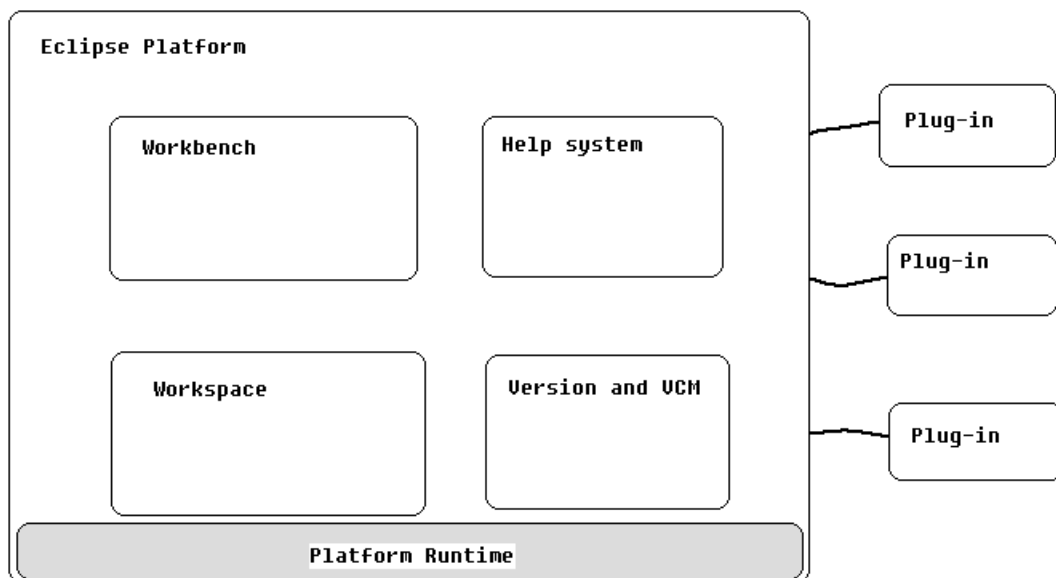 Eclipse Platform
Workbench
Help system
Plug-in
Plug-in
Workspace
Version and VCM
Plug-in
Platform Runtime